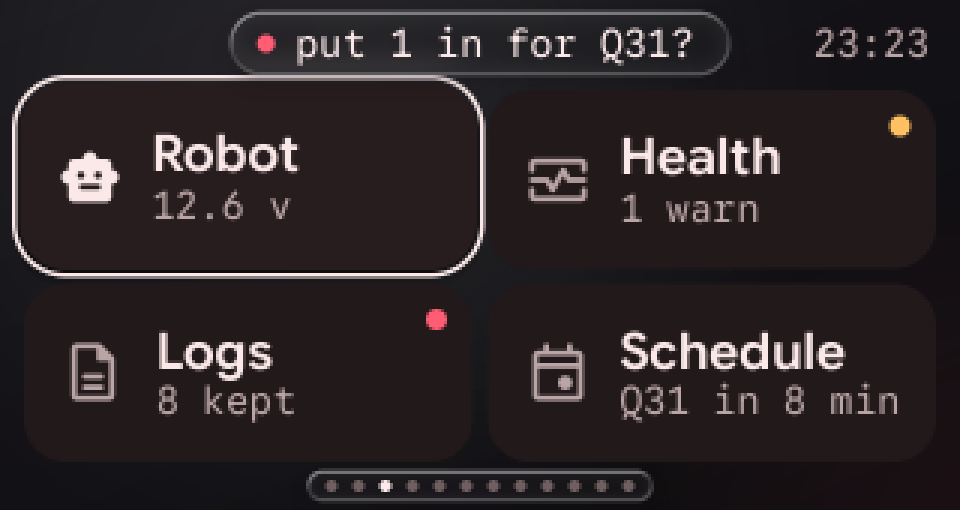 put 1 in for Q31?
23:23
Robot
12.6 v
Health
1 warn
Logs
8 kept
Schedule
Q31 in 8 min